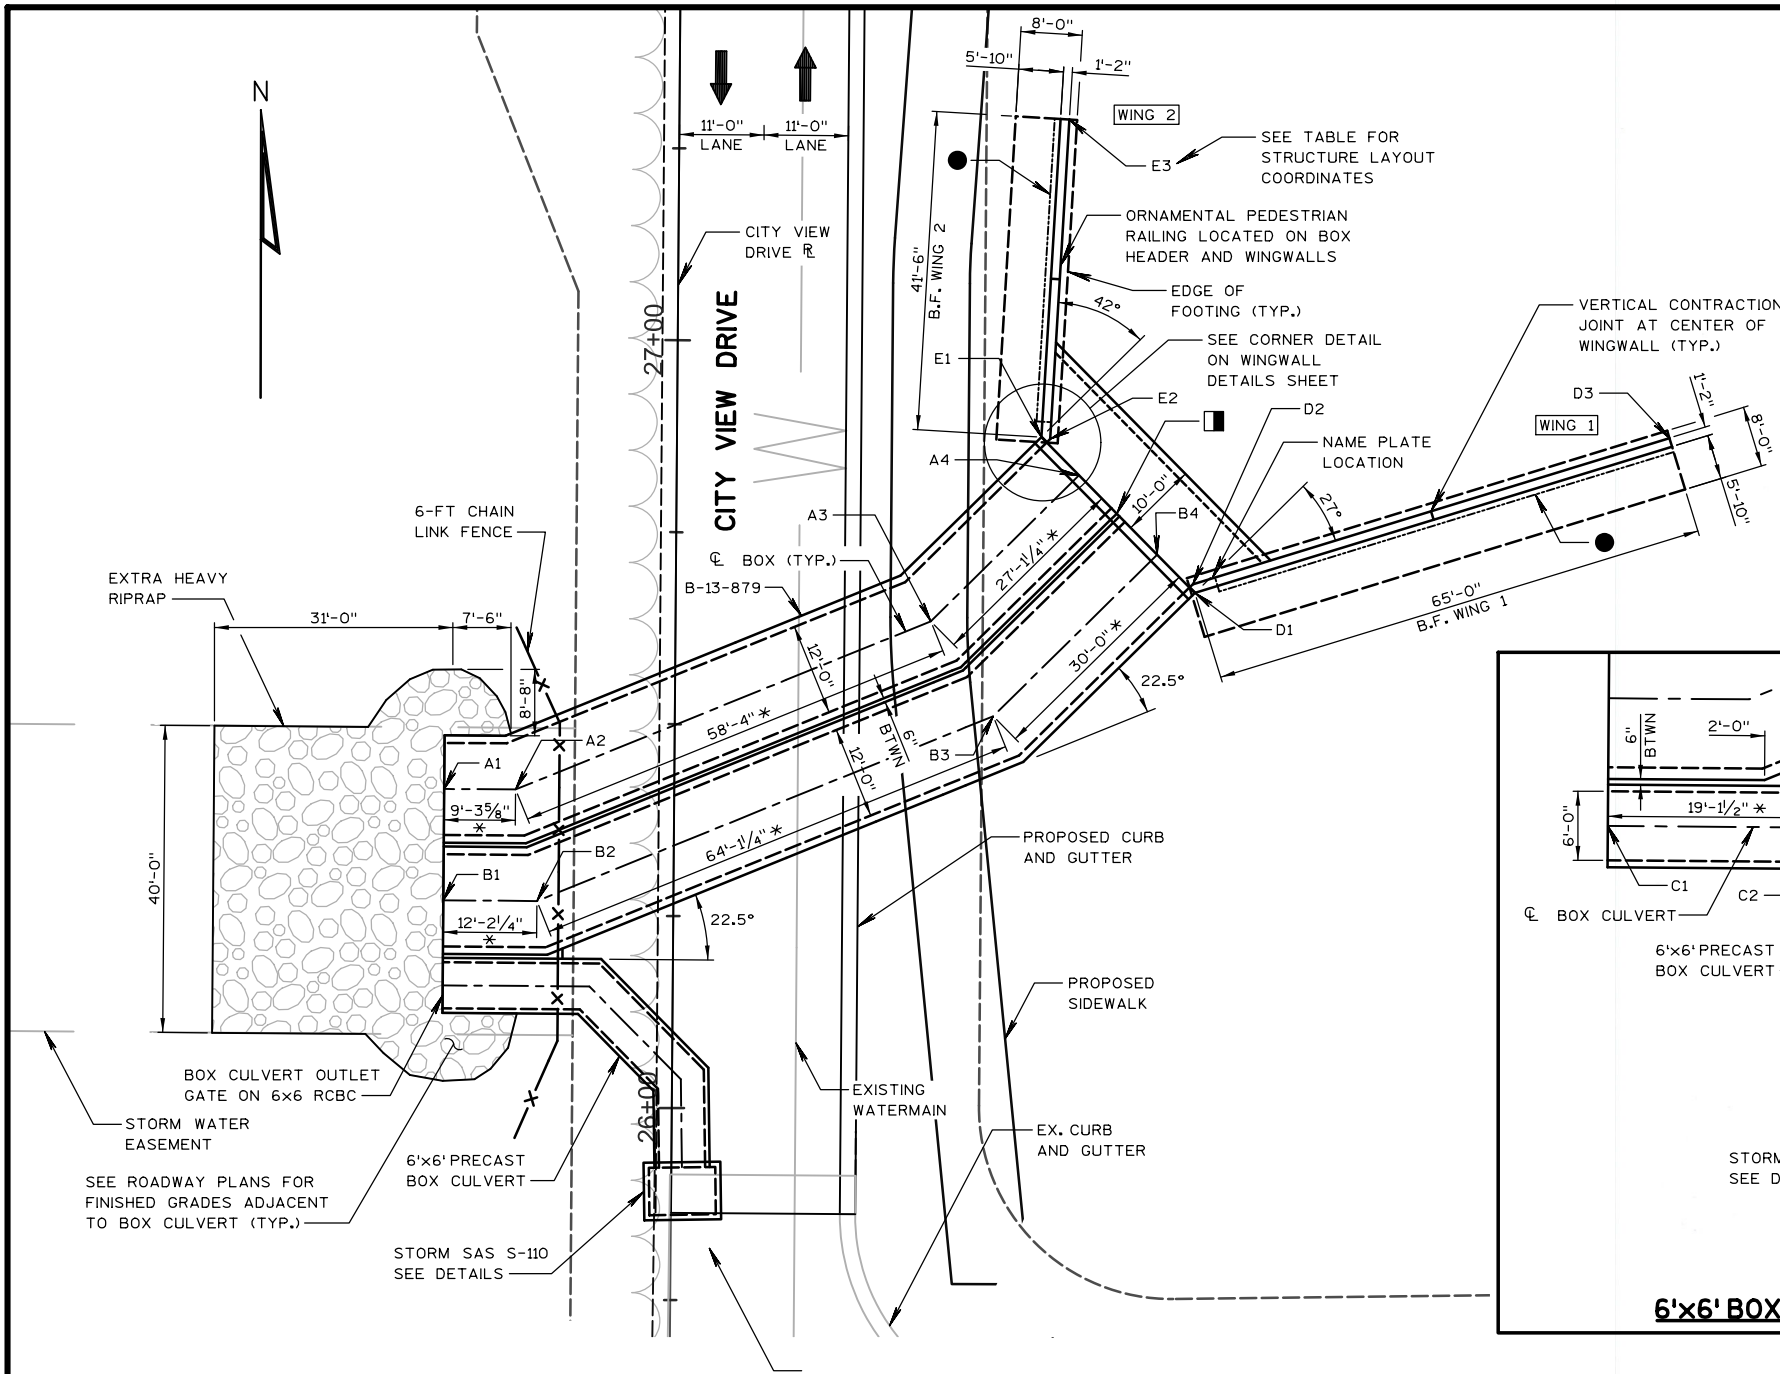 8'-0"
5'-10"
1'-2"
N
WING 2
11'-0"
LANE
11'-0"
LANE
E3
SEE TABLE FOR
STRUCTURE LAYOUT
COORDINATES
ORNAMENTAL PEDESTRIAN
RAILING LOCATED ON BOX
HEADER AND WINGWALLS
CITY VIEW
DRIVE
41'-6"
B.F. WING 2
EDGE OF
FOOTING (TYP.)
42°
VERTICAL CONTRACTION
JOINT AT CENTER OF
WINGWALL (TYP.)
27+00
CITY VIEW DRIVE
SEE CORNER DETAIL
ON WINGWALL
DETAILS SHEET
E1
E2
D2
D3
1'-2"
8'-0"
5'-10"
WING 1
NAME PLATE
LOCATION
A4
10'-0"
27°
6-FT CHAIN
LINK FENCE
A3
B4
℄ BOX (TYP.)
27'-1/4" *
B-13-879
EXTRA HEAVY
RIPRAP
65'-0"
B.F. WING 1
31'-0"
7'-6"
D1
12'-0"
30'-0" *
8'-8"
22.5°
58'-4" *
6"
BTWN
A2
B3
A1
12'-0"
9'-3⅝"
*
64'-1/4" *
PROPOSED CURB
AND GUTTER
B2
B1
40'-0"
12'-2¼"
*
22.5°
PROPOSED
SIDEWALK
BOX CULVERT OUTLET
GATE ON 6x6 RCBC
EXISTING
WATERMAIN
STORM WATER
EASEMENT
26+00
EX. CURB
AND GUTTER
6'x6' PRECAST
BOX CULVERT
SEE ROADWAY PLANS FOR
FINISHED GRADES ADJACENT
TO BOX CULVERT (TYP.)
STORM SAS S-110
SEE DETAILS
6"
BTWN
2'-0"
19'-1/2" *
6'-0"
C1
C2
℄ BOX CULVERT
6'x6' PRECAST
BOX CULVERT
STORM
SEE D
6'x6' BOX